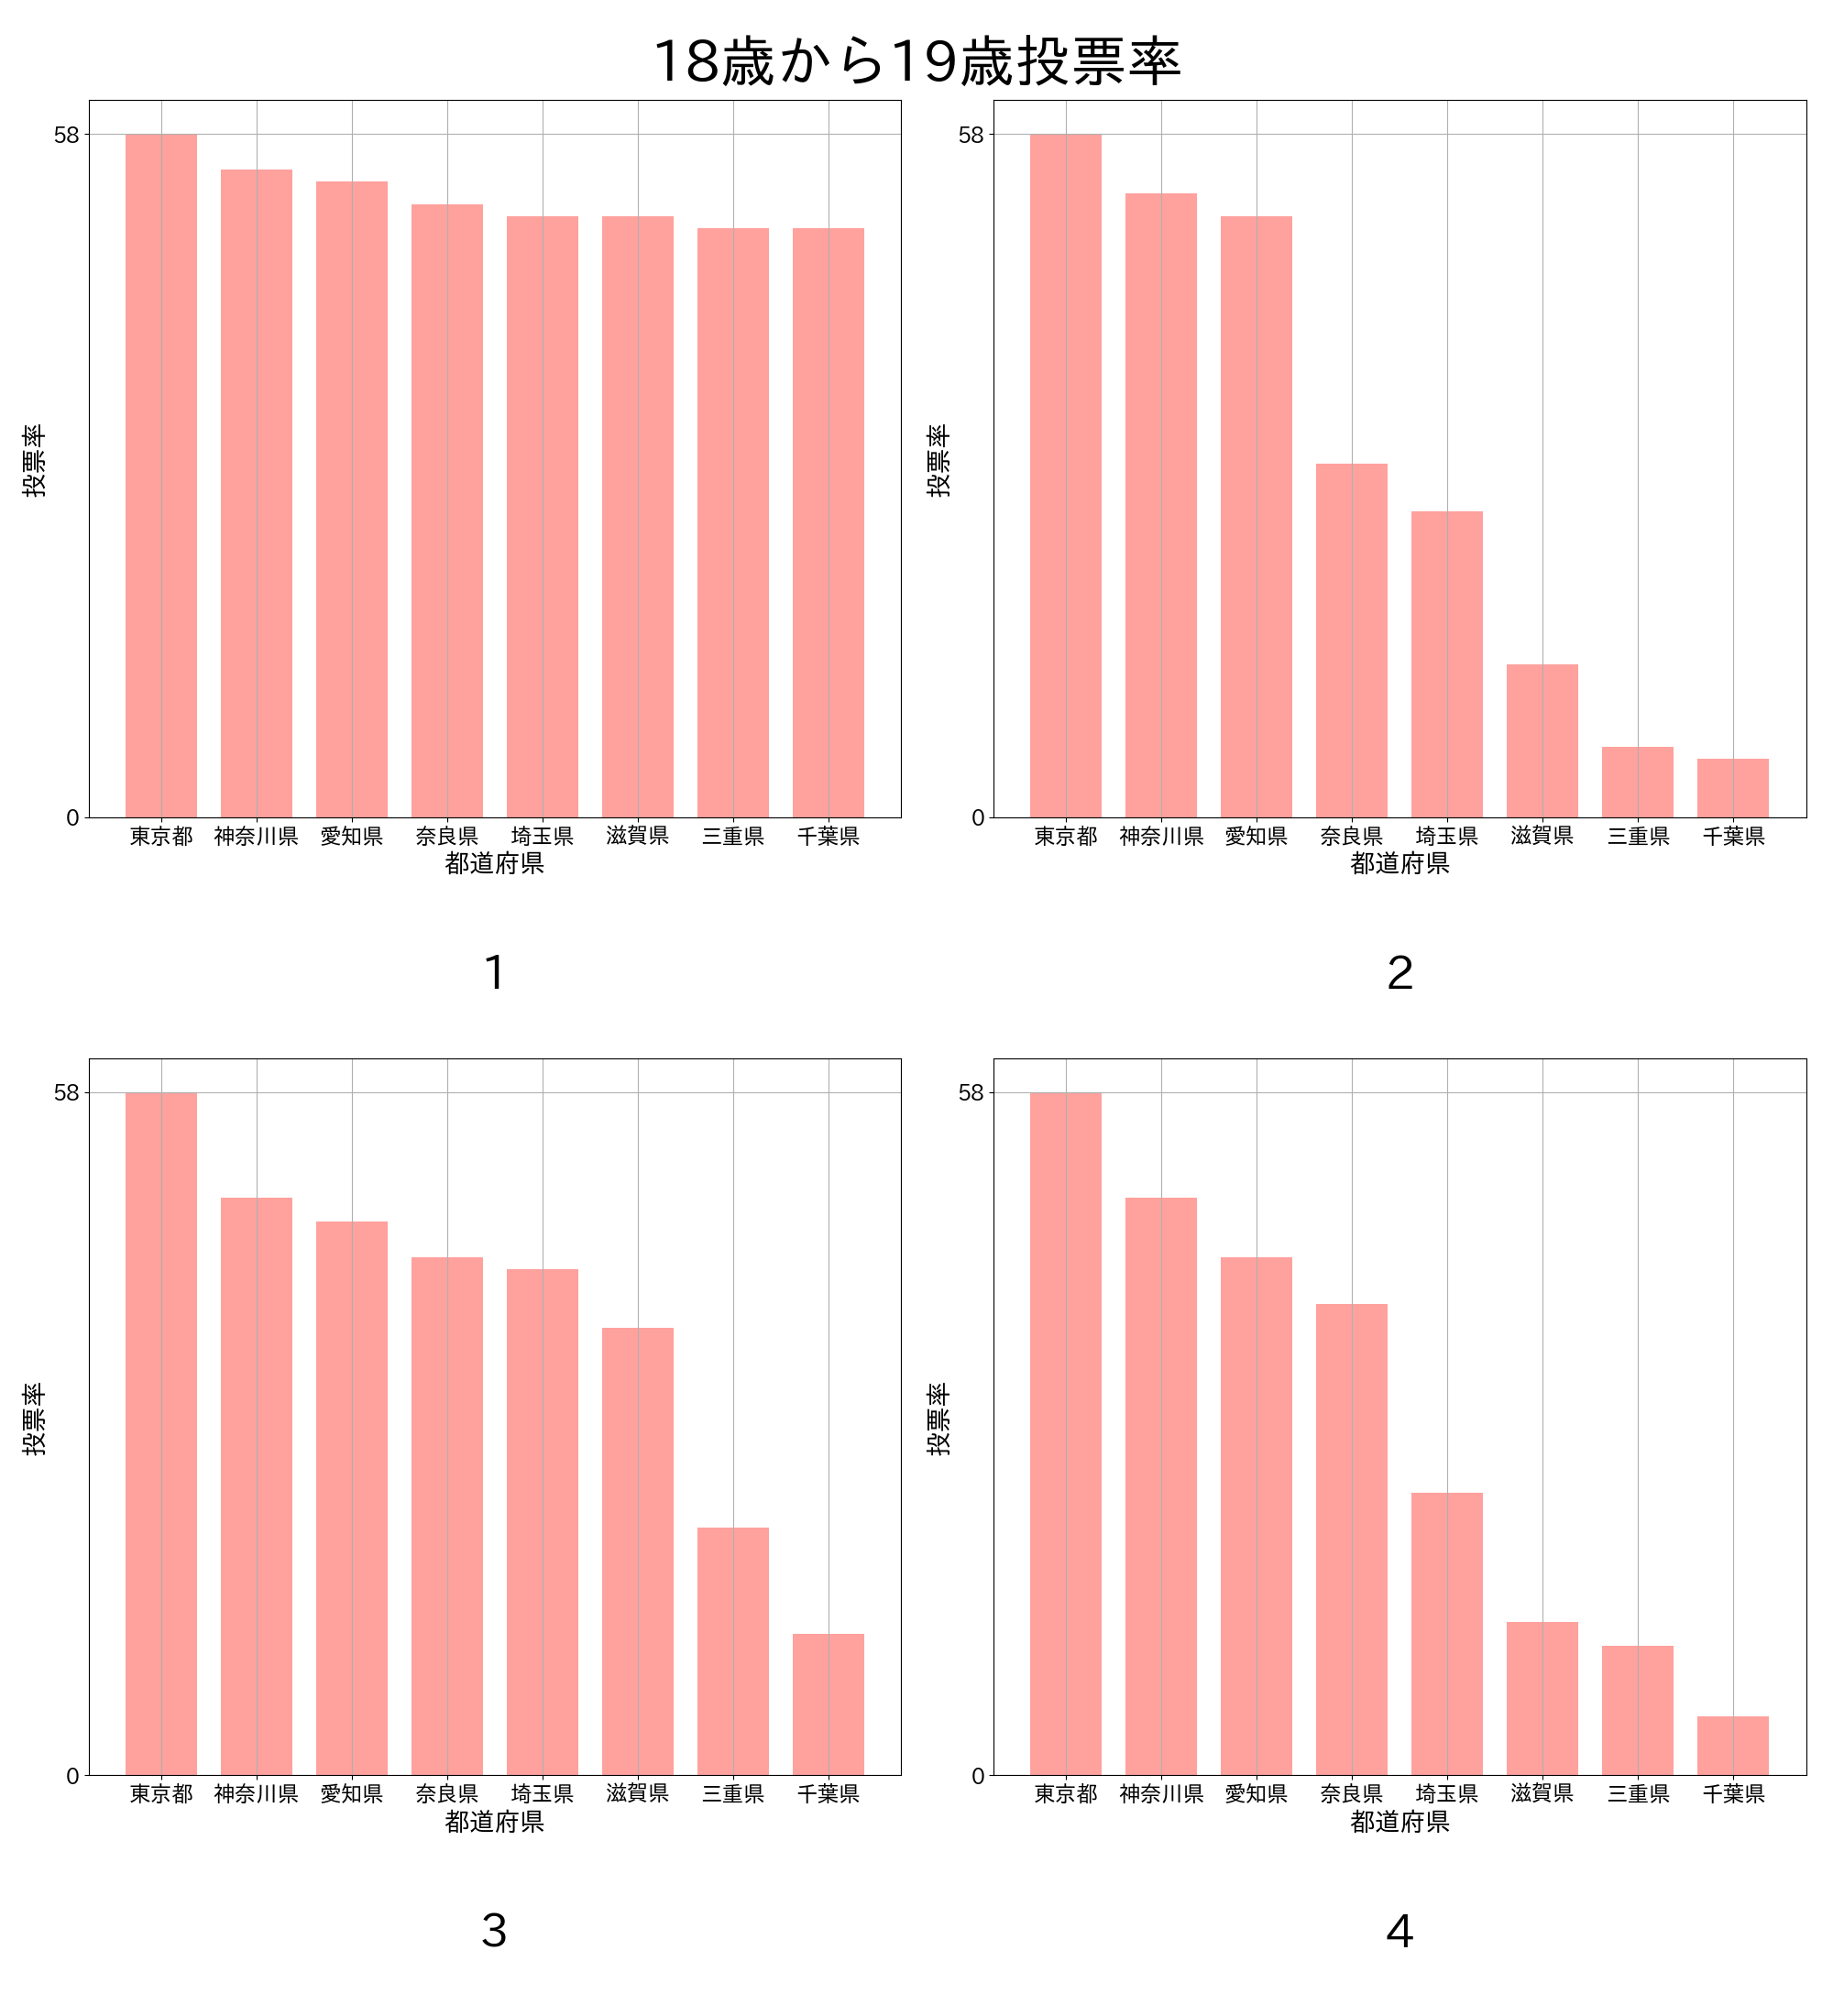 18歳から19歳投票率
58
0
投票率
東京都 神奈川県 愛知県 奈良県 埼玉県 滋賀県 三重県 千葉県
都道府県
1
58
0
投票率
東京都 神奈川県 愛知県 奈良県 埼玉県 滋賀県 三重県 千葉県
都道府県
2
58
0
投票率
東京都 神奈川県 愛知県 奈良県 埼玉県 滋賀県 三重県 千葉県
都道府県
3
58
0
投票率
東京都 神奈川県 愛知県 奈良県 埼玉県 滋賀県 三重県 千葉県
都道府県
4